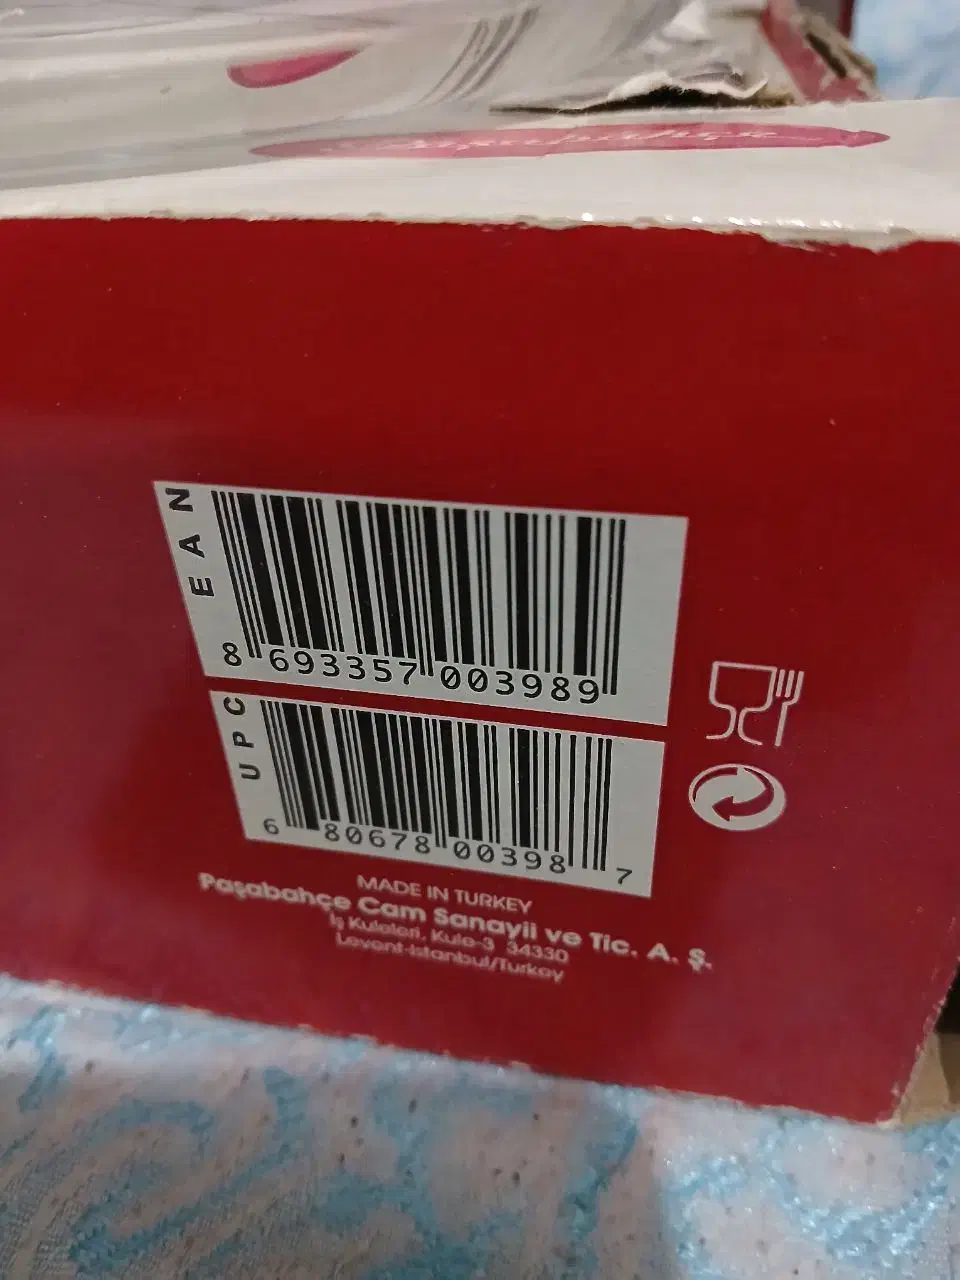 Paşabahçe
EAN
8 693357 003989
UPC
6 80678 00398 7
MADE IN TURKEY
Paşabahçe Cam Sanayii ve Tic. A. Ş.
İş Kuleleri, Kule-3 34330
Levent-İstanbul/Turkey